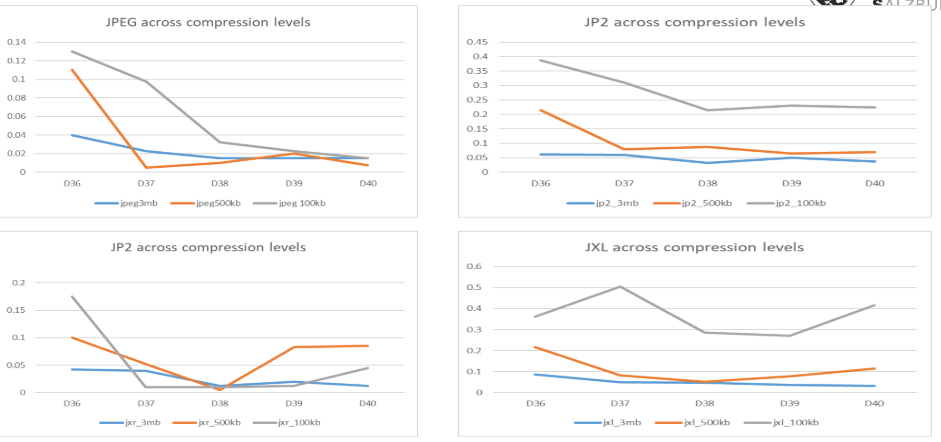 JPEG across compression levels
0.14
0.12
0.1
0.08
0.06
0.04
0.02
0
D36 D37 D38 D39 D40
jpeg3mb jpeg500kb jpeg 100kb
JP2 across compression levels
0.45
0.4
0.35
0.3
0.25
0.2
0.15
0.1
0.05
0
D36 D37 D38 D39 D40
jp2_3mb jp2_500kb jp2_100kb
JP2 across compression levels
0.2
0.15
0.1
0.05
0
D36 D37 D38 D39 D40
jxr_3mb jxr_500kb jxr_100kb
JXL across compression levels
0.6
0.5
0.4
0.3
0.2
0.1
0
D36 D37 D38 D39 D40
jxl_3mb jxl_500kb jxl_100kb